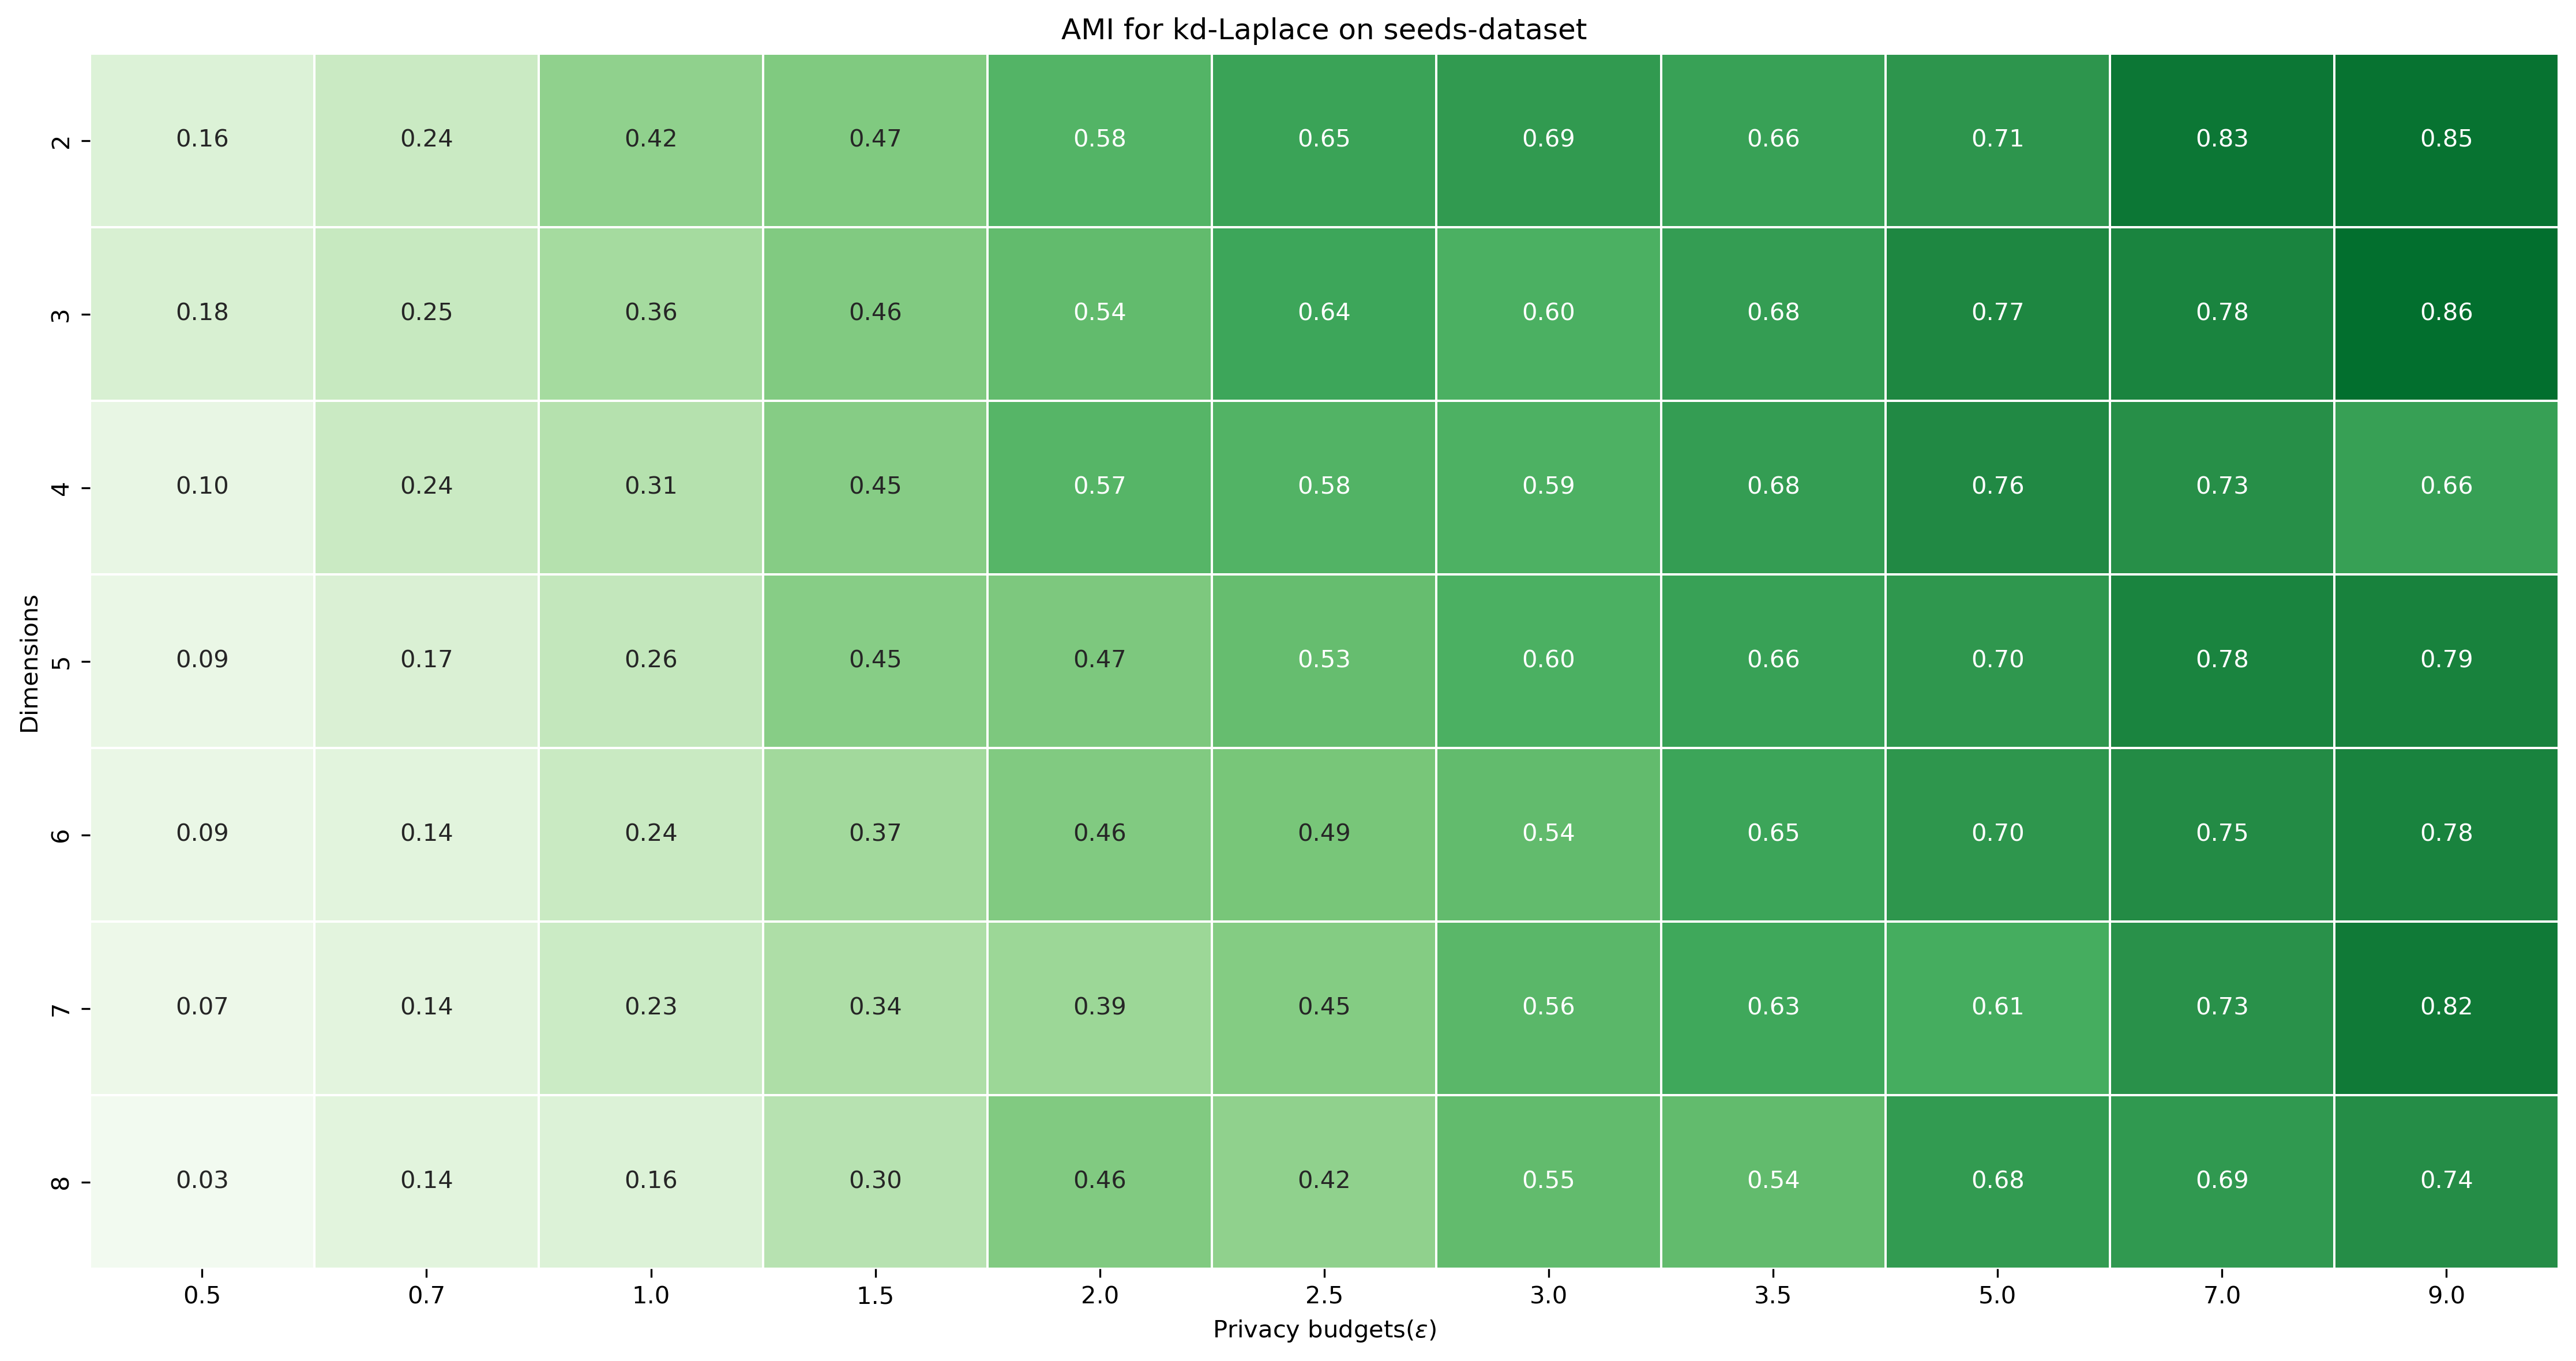 AMI for kd-Laplace on seeds-dataset
2 0.16 0.24 0.42 0.47 0.58 0.65 0.69 0.66 0.71 0.83 0.85
3 0.18 0.25 0.36 0.46 0.54 0.64 0.60 0.68 0.77 0.78 0.86
4 0.10 0.24 0.31 0.45 0.57 0.58 0.59 0.68 0.76 0.73 0.66
Dimensions
5 0.09 0.17 0.26 0.45 0.47 0.53 0.60 0.66 0.70 0.78 0.79
6 0.09 0.14 0.24 0.37 0.46 0.49 0.54 0.65 0.70 0.75 0.78
7 0.07 0.14 0.23 0.34 0.39 0.45 0.56 0.63 0.61 0.73 0.82
8 0.03 0.14 0.16 0.30 0.46 0.42 0.55 0.54 0.68 0.69 0.74
0.5 0.7 1.0 1.5 2.0 2.5 3.0 3.5 5.0 7.0 9.0
Privacy budgets(ε)